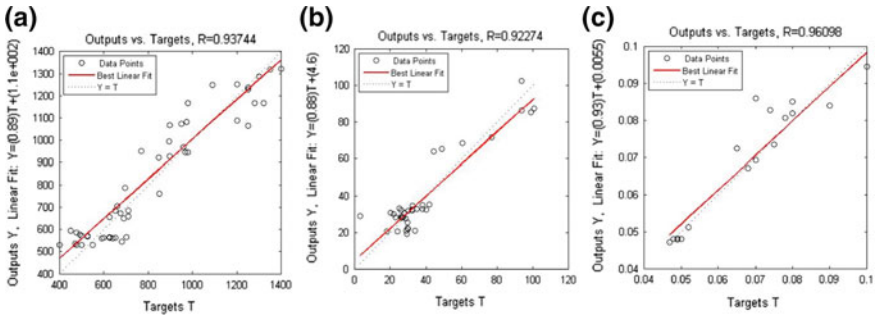 (a)
Outputs vs. Targets, R=0.93744
Outputs Y, Linear Fit: Y=(0.89)T+(1.1e+002)
1400
1300
1200
1100
1000
900
800
700
600
500
400
Data Points
Best Linear Fit
Y = T
400 600 800 1000 1200 1400
Targets T
(b)
Outputs vs. Targets, R=0.92274
Outputs Y, Linear Fit: Y=(0.88)T+(4.6)
120
100
80
60
40
20
0
Data Points
Best Linear Fit
Y = T
0 20 40 60 80 100 120
Targets T
(c)
Outputs vs. Targets, R=0.96098
Outputs Y, Linear Fit: Y=(0.93)T+(0.0055)
0.1
0.09
0.08
0.07
0.06
0.05
0.04
Data Points
Best Linear Fit
Y = T
0.04 0.05 0.06 0.07 0.08 0.09 0.1
Targets T